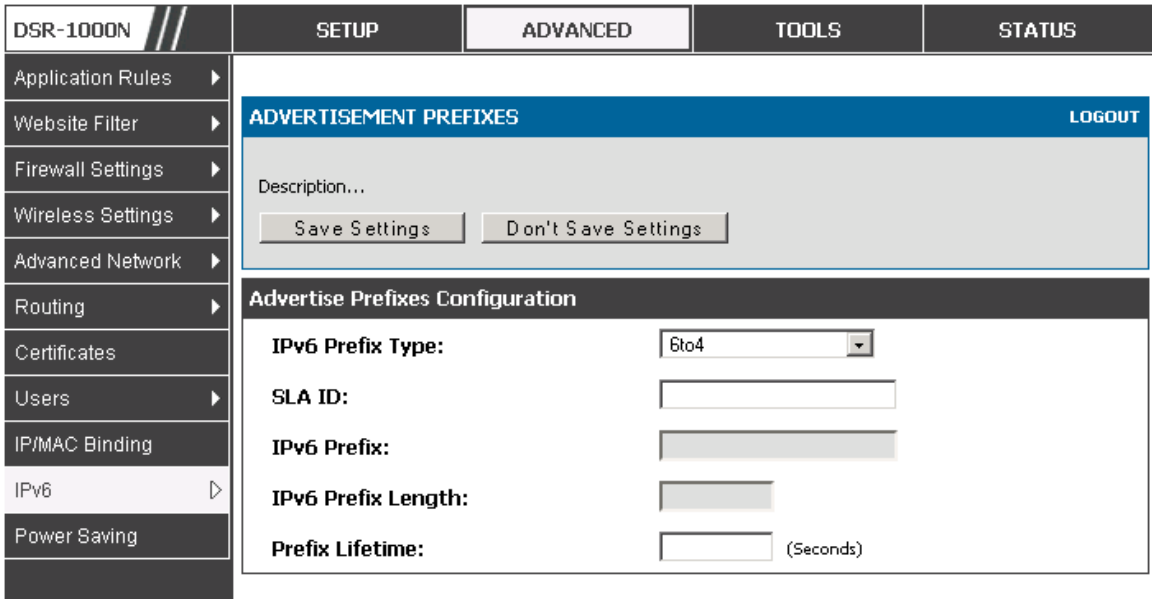 DSR-1000N
SETUP
ADVANCED
TOOLS
STATUS
Application Rules
Website Filter
Firewall Settings
Wireless Settings
Advanced Network
Routing
Certificates
Users
IP/MAC Binding
IPv6
Power Saving
ADVERTISEMENT PREFIXES
LOGOUT
Description...
Save Settings
Don't Save Settings
Advertise Prefixes Configuration
IPv6 Prefix Type:
6to4
SLA ID:
IPv6 Prefix:
IPv6 Prefix Length:
Prefix Lifetime:
(Seconds)